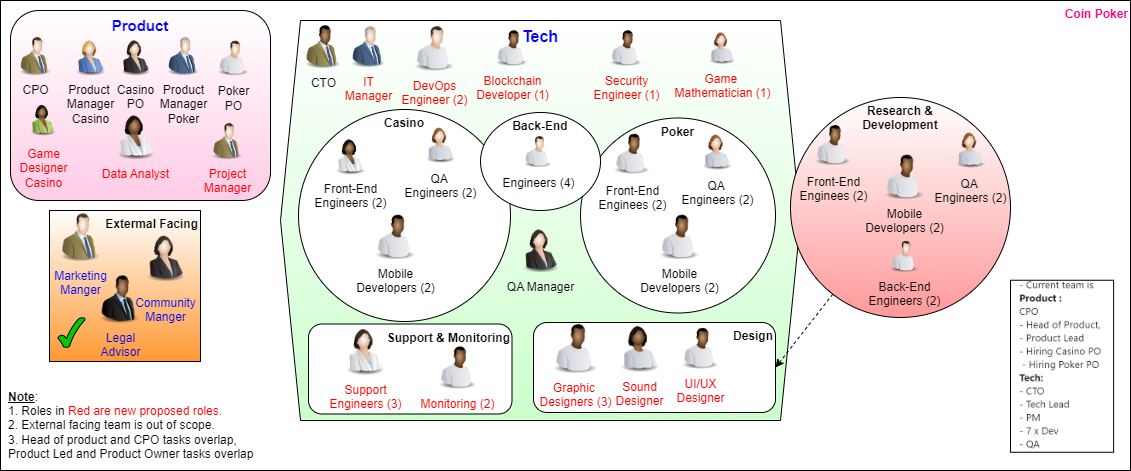 Coin Poker
Product
CPO
Product
Manager
Casino
Casino
PO
Product
Manager
Poker
Poker
PO
Game
Designer
Casino
Data Analyst
Project
Manager
Exterrnal Facing
Marketing
Manger
Community
Manger
Legal
Advisor
Tech
CTO
IT
Manager
DevOps
Engineer (2)
Blockchain
Developer (1)
Security
Engineer (1)
Game
Mathematician (1)
Casino
Front-End
Engineers (2)
QA
Engineers (2)
Mobile
Developers (2)
Back-End
Engineers (4)
QA Manager
Poker
Front-End
Enginees (2)
QA
Engineers (2)
Mobile
Developers (2)
Support & Monitoring
Support
Engineers (3)
Monitoring (2)
Design
Graphic
Designers (3)
Sound
Designer
UI/UX
Designer
Research &
Development
Front-End
Enginees (2)
QA
Engineers (2)
Mobile
Developers (2)
Back-End
Engineers (2)
- Current team is
Product :
CPO
- Head of Product,
- Product Lead
- Hiring Casino PO
- Hiring Poker PO
Tech:
- CTO
- Tech Lead
- PM
- 7 x Dev
- QA
Note:
1. Roles in Red are new proposed roles.
2. External facing team is out of scope.
3. Head of product and CPO tasks overlap,
Product Led and Product Owner tasks overlap